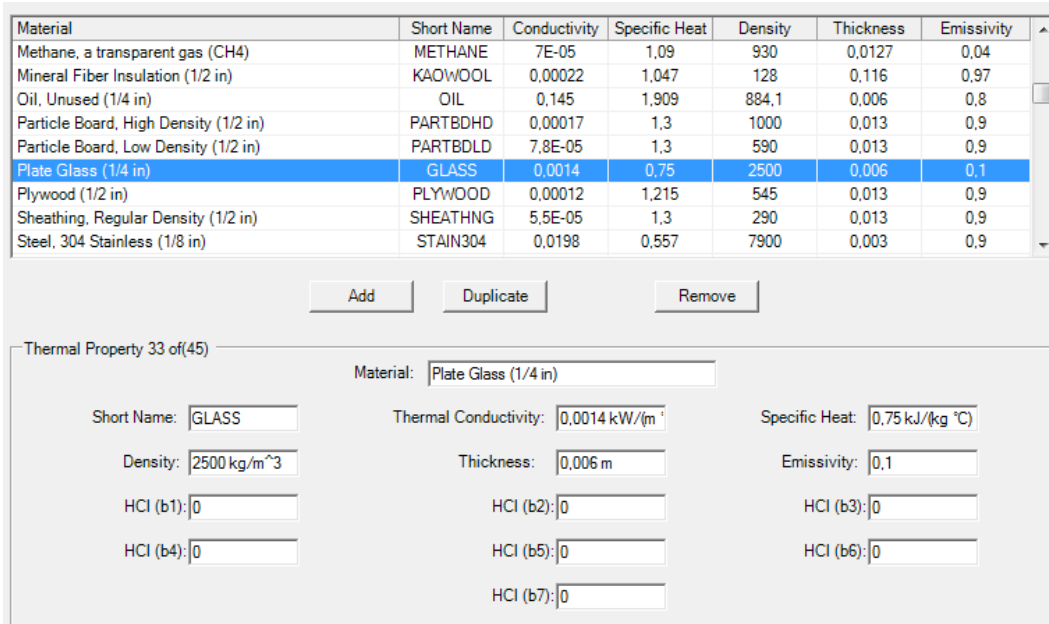 Material Short Name Conductivity Specific Heat Density Thickness Emissivity
Methane, a transparent gas (CH4) METHANE 7E-05 1,09 930 0,0127 0,04
Mineral Fiber Insulation (1/2 in) KAOWOOL 0,00022 1,047 128 0,116 0,97
Oil, Unused (1/4 in) OIL 0,145 1,909 884,1 0,006 0,8
Particle Board, High Density (1/2 in) PARTBDHD 0,00017 1,3 1000 0,013 0,9
Particle Board, Low Density (1/2 in) PARTBDLD 7,8E-05 1,3 590 0,013 0,9
Plate Glass (1/4 in) GLASS 0,0014 0,75 2500 0,006 0,1
Plywood (1/2 in) PLYWOOD 0,00012 1,215 545 0,013 0,9
Sheathing, Regular Density (1/2 in) SHEATHNG 5,5E-05 1,3 290 0,013 0,9
Steel, 304 Stainless (1/8 in) STAIN304 0,0198 0,557 7900 0,003 0,9
Add Duplicate Remove
Thermal Property 33 of(45)
Material: Plate Glass (1/4 in)
Short Name: GLASS Thermal Conductivity: 0,0014 kW/(m ° Specific Heat: 0,75 kJ/(kg °C)
Density: 2500 kg/m^3 Thickness: 0,006 m Emissivity: 0,1
HCl (b1): 0 HCl (b2): 0 HCl (b3): 0
HCl (b4): 0 HCl (b5): 0 HCl (b6): 0
HCl (b7): 0